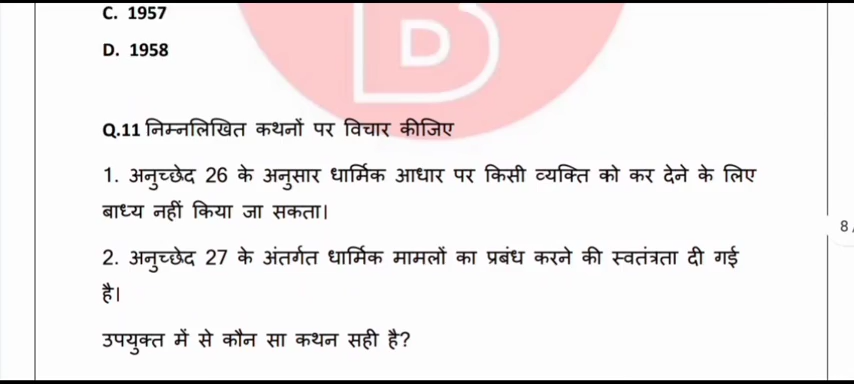 C. 1957
D. 1958
Q.11 निम्नलिखित कथनों पर विचार कीजिए
1. अनुच्छेद 26 के अनुसार धार्मिक आधार पर किसी व्यक्ति को कर देने के लिए
बाध्य नहीं किया जा सकता।
2. अनुच्छेद 27 के अंतर्गत धार्मिक मामलों का प्रबंध करने की स्वतंत्रता दी गई
है।
उपयुक्त में से कौन सा कथन सही है?
8/
D